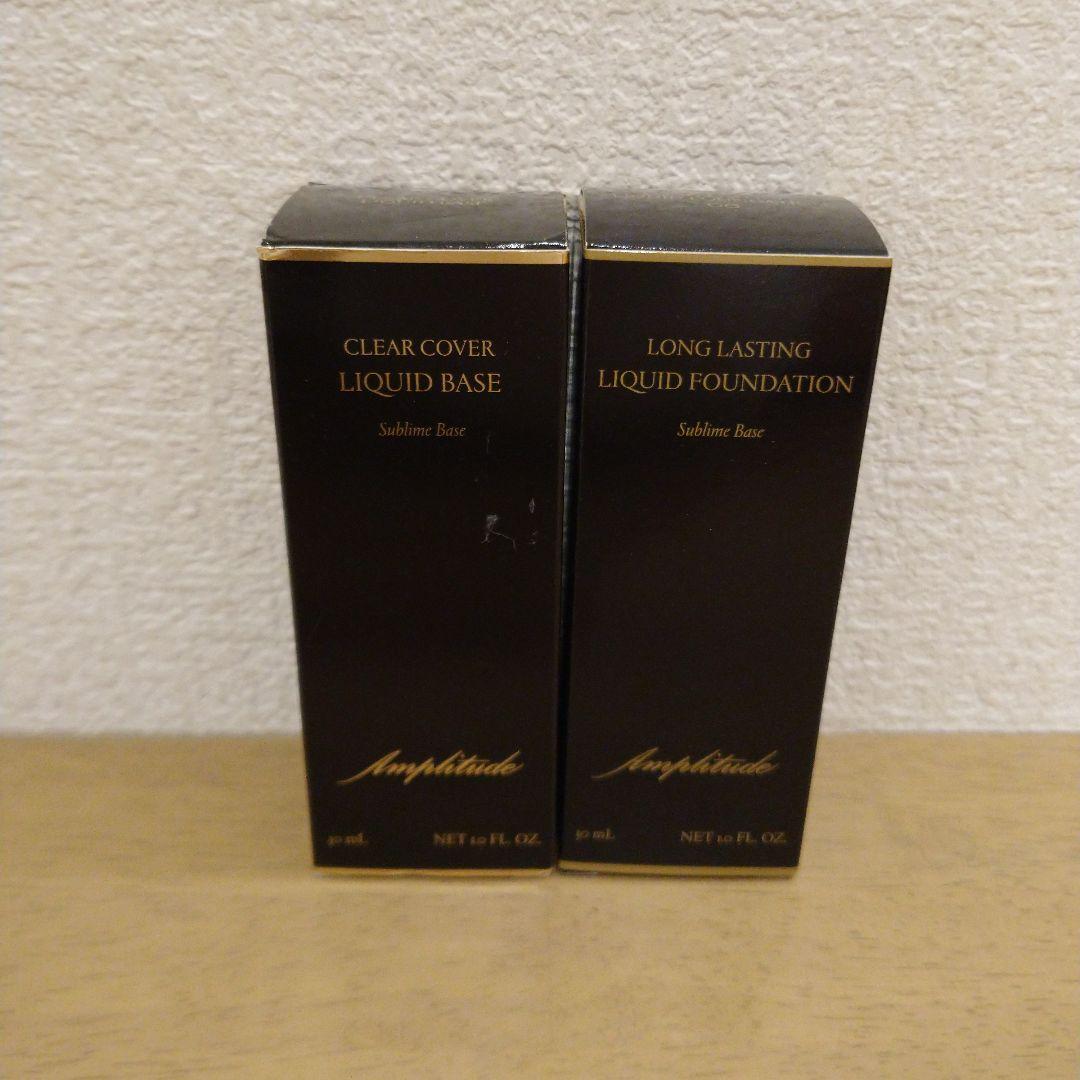 CLEAR COVER
LIQUID BASE
Sublime Base
Amplitude
30 mL NET 1.0 FL. OZ.
LONG LASTING
LIQUID FOUNDATION
Sublime Base
Amplitude
30 mL NET 1.0 FL. OZ.